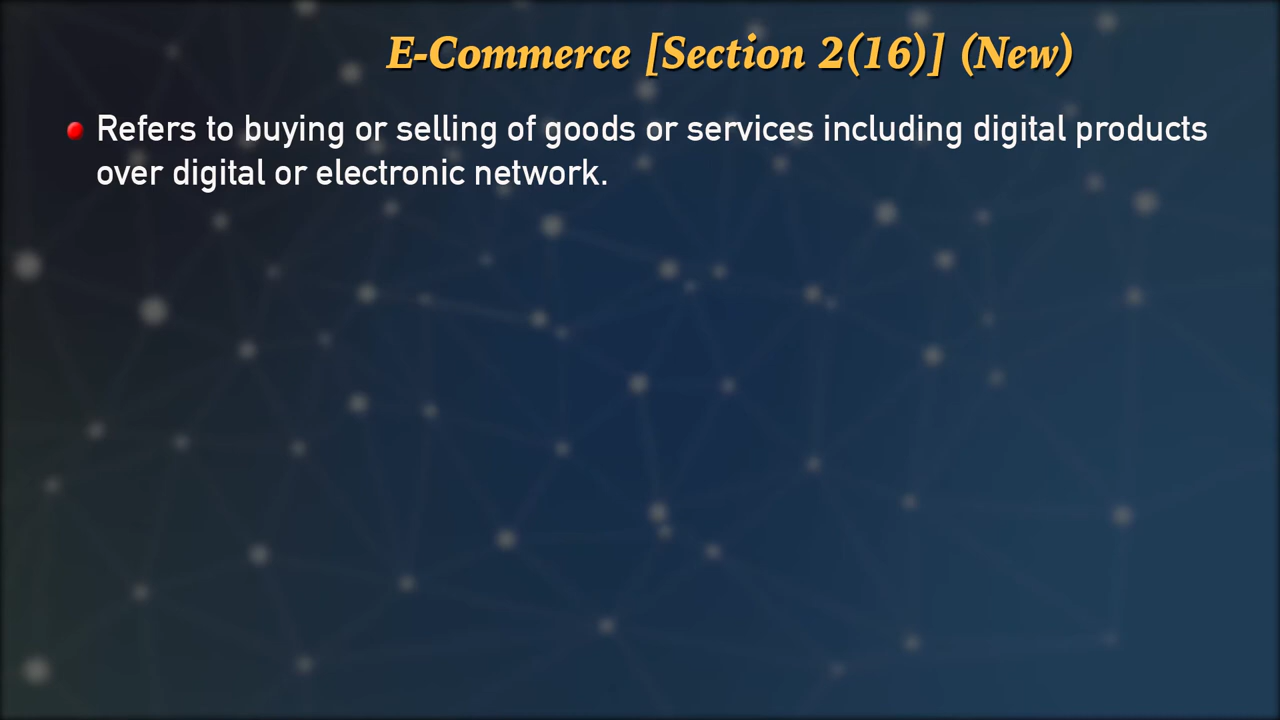 E-Commerce [Section 2(16)] (New)
Refers to buying or selling of goods or services including digital products
over digital or electronic network.